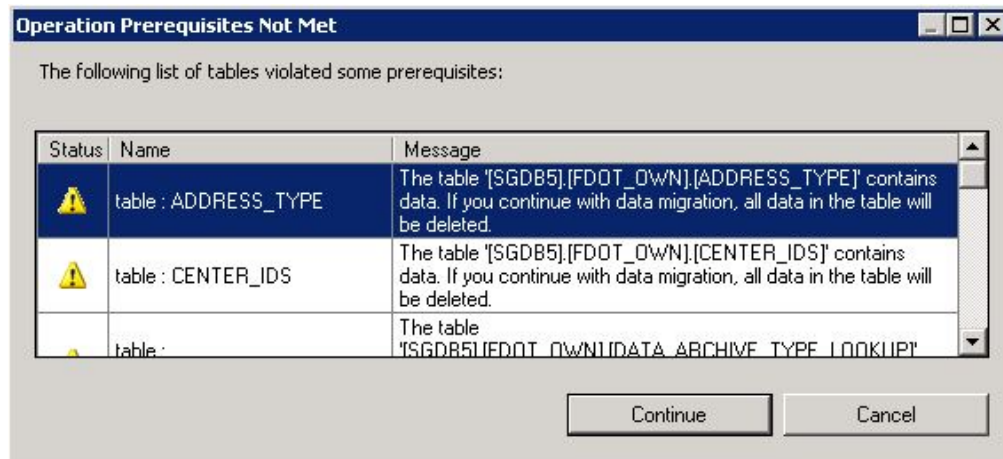 Operation Prerequisites Not Met
The following list of tables violated some prerequisites:
Status Name Message
table : ADDRESS_TYPE
The table '[SGDB5].[FDOT_OWN].[ADDRESS_TYPE]' contains
data. If you continue with data migration, all data in the table will
be deleted.
table : CENTER_IDS
The table '[SGDB5].[FDOT_OWN].[CENTER_IDS]' contains
data. If you continue with data migration, all data in the table will
be deleted.
table :
The table
'[SGDB5].[FDOT_OWN].[DATA_ARCHIVE_TYPE_LOOKUP]'
Continue Cancel